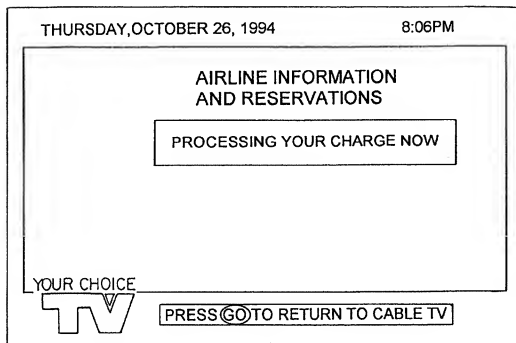 THURSDAY,OCTOBER 26, 1994 8:06PM
AIRLINE INFORMATION
AND RESERVATIONS
PROCESSING YOUR CHARGE NOW
YOUR CHOICE
TV
PRESS GO TO RETURN TO CABLE TV